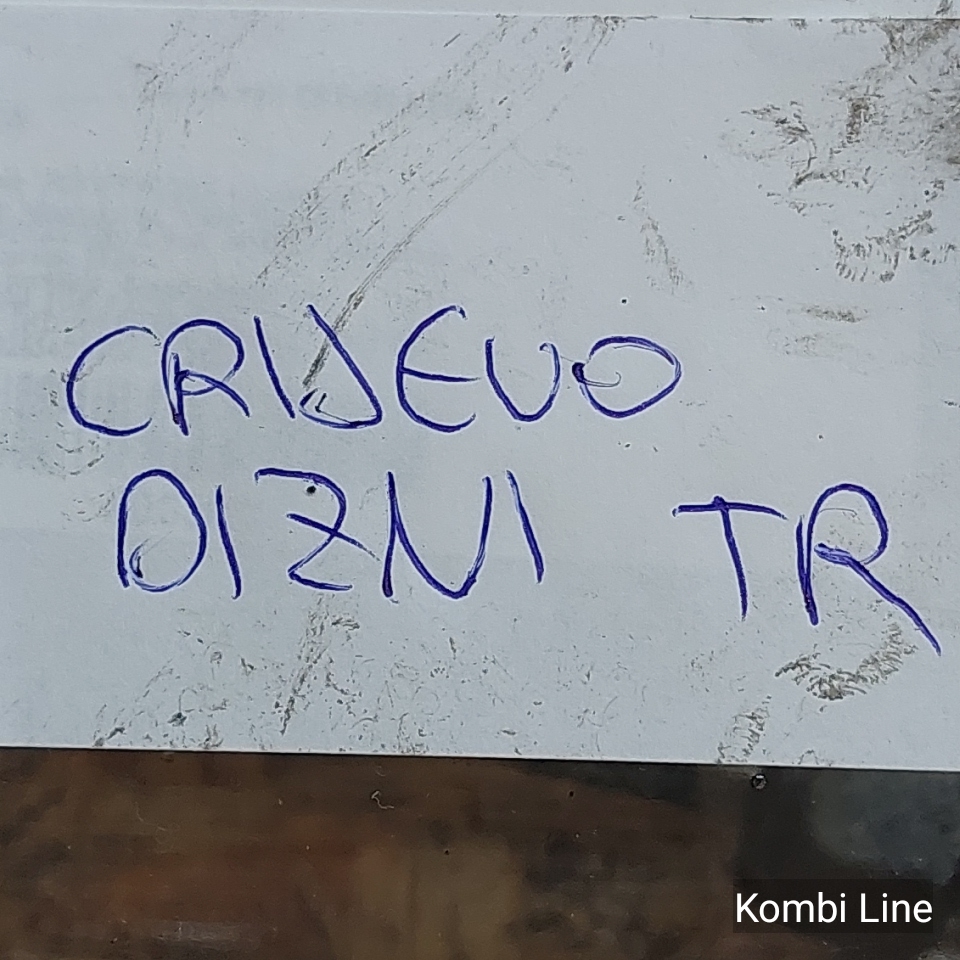 CRIJEVO
DIZNI TR
Kombi Line